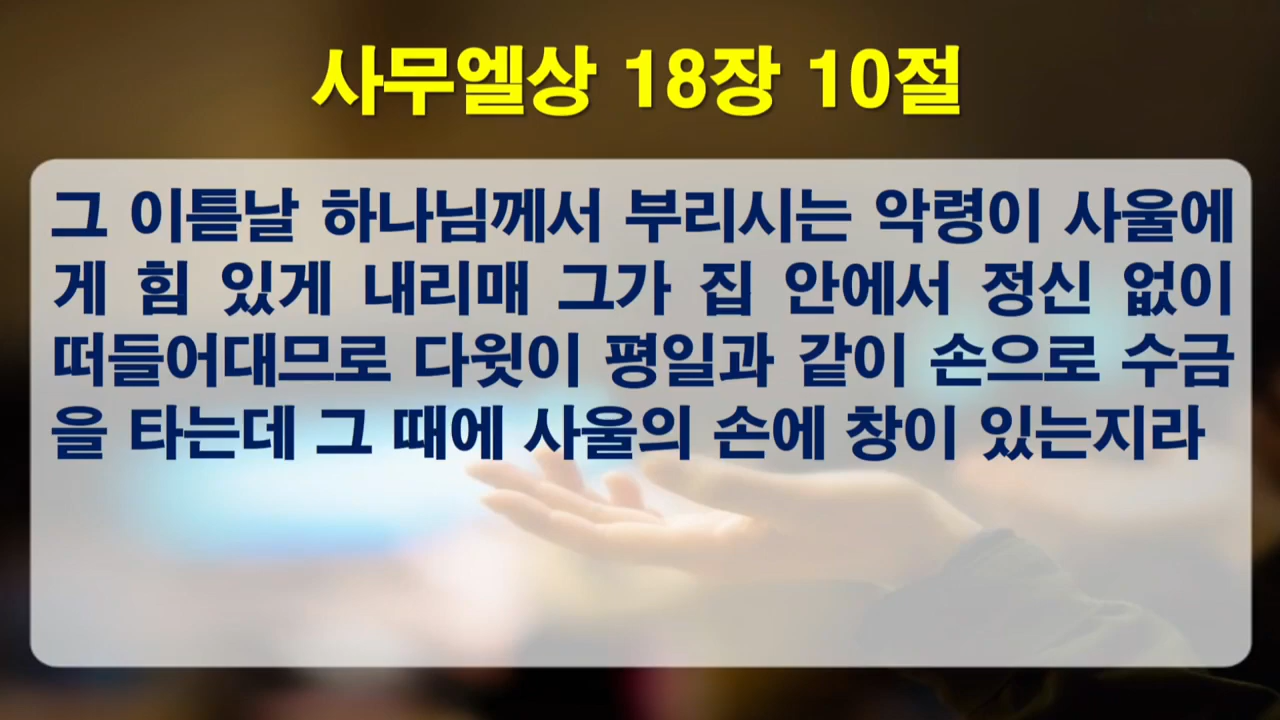 사무엘상 18장 10절
그 이튿날 하나님께서 부리시는 악령이 사울에
게 힘 있게 내리매 그가 집 안에서 정신 없이
떠들어대므로 다윗이 평일과 같이 손으로 수금
을 타는데 그 때에 사울의 손에 창이 있는지라